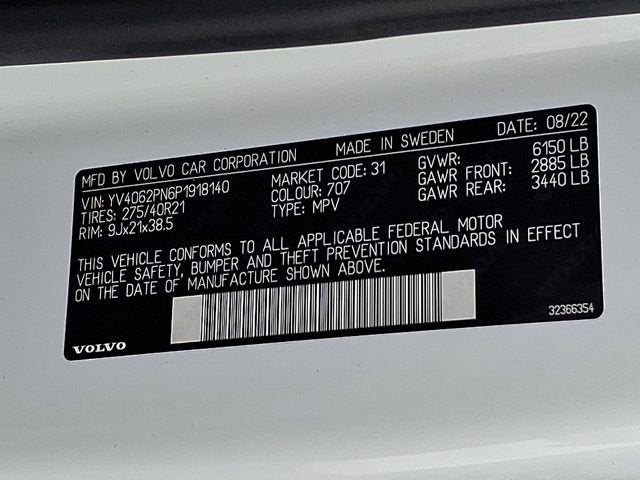 MFD BY VOLVO CAR CORPORATION MADE IN SWEDEN DATE: 08/22
VIN: YV4062PN6P1918140 MARKET CODE: 31 GVWR: 6150 LB
TIRES: 275/40R21 COLOUR: 707 GAWR FRONT: 2885 LB
RIM: 9Jx21x38.5 TYPE: MPV GAWR REAR: 3440 LB
THIS VEHICLE CONFORMS TO ALL APPLICABLE FEDERAL MOTOR
VEHICLE SAFETY, BUMPER AND THEFT PREVENTION STANDARDS IN EFFECT
ON THE DATE OF MANUFACTURE SHOWN ABOVE.
VOLVO 32366354